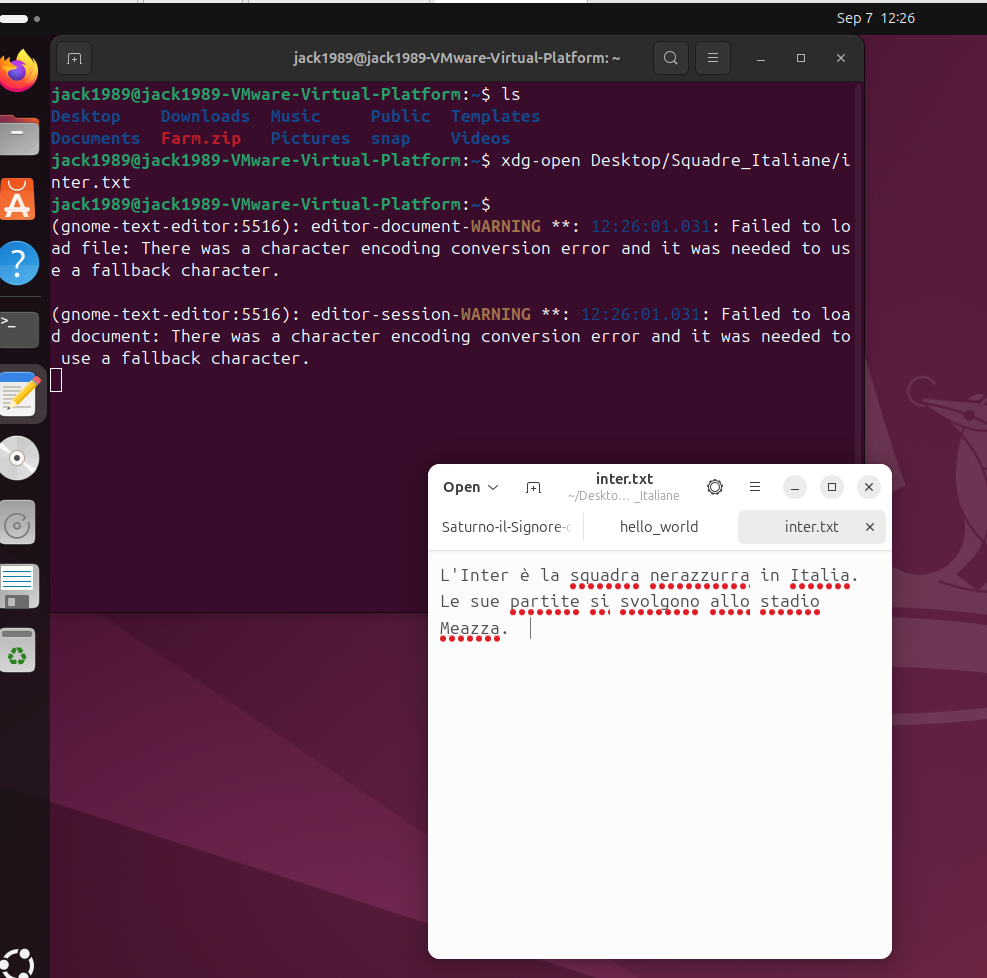 Sep 7 12:26
jack1989@jack1989-VMware-Virtual-Platform: ~
jack1989@jack1989-VMware-Virtual-Platform:~$ ls
Desktop Downloads Music Public Templates
Documents Farm.zip Pictures snap Videos
jack1989@jack1989-VMware-Virtual-Platform:~$ xdg-open Desktop/Squadre_Italiane/i
nter.txt
jack1989@jack1989-VMware-Virtual-Platform:~$
(gnome-text-editor:5516): editor-document-WARNING **: 12:26:01.031: Failed to lo
ad file: There was a character encoding conversion error and it was needed to us
e a fallback character.
(gnome-text-editor:5516): editor-session-WARNING **: 12:26:01.031: Failed to loa
d document: There was a character encoding conversion error and it was needed to
use a fallback character.
Open
inter.txt
~/Deskto… _Italiane
Saturno-il-Signore-
hello_world
inter.txt
L'Inter è la squadra nerazzurra in Italia.
Le sue partite si svolgono allo stadio
Meazza.